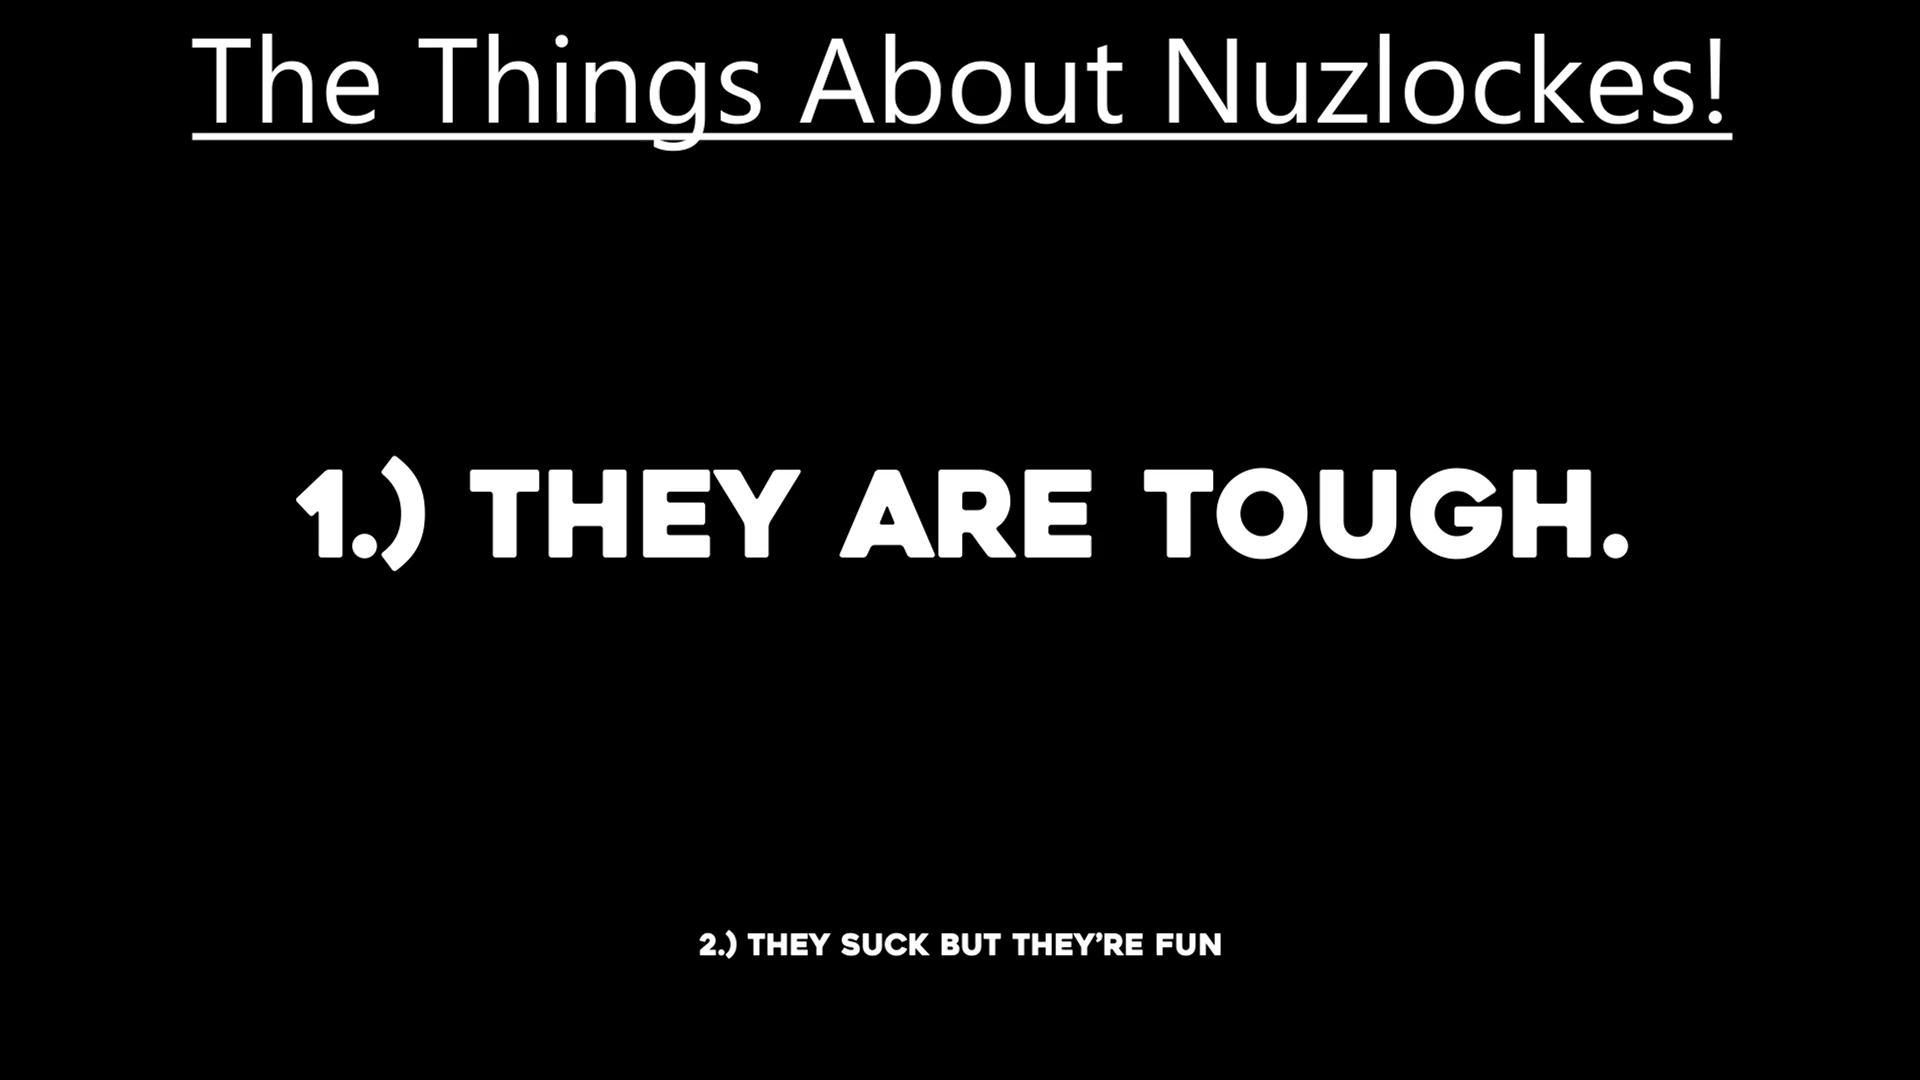 The Things About Nuzlockes!
1.) THEY ARE TOUGH.
2.) THEY SUCK BUT THEY’RE FUN